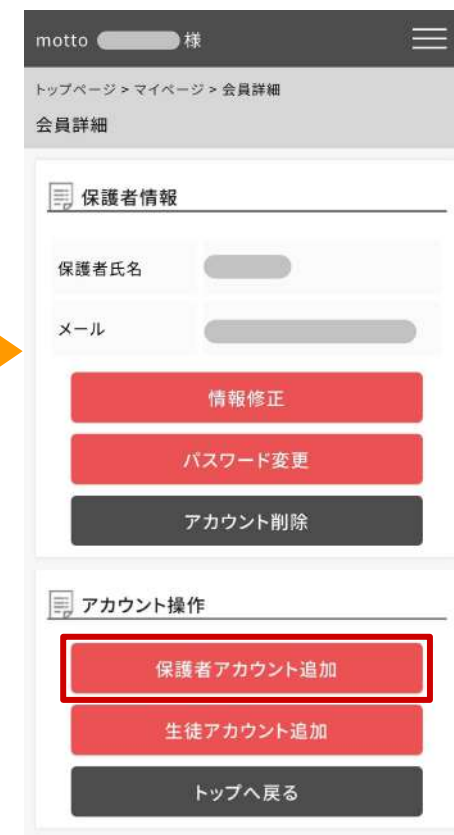 motto 様
トップページ > マイページ > 会員詳細
会員詳細
保護者情報
保護者氏名
メール
情報修正
パスワード変更
アカウント削除
アカウント操作
保護者アカウント追加
生徒アカウント追加
トップへ戻る